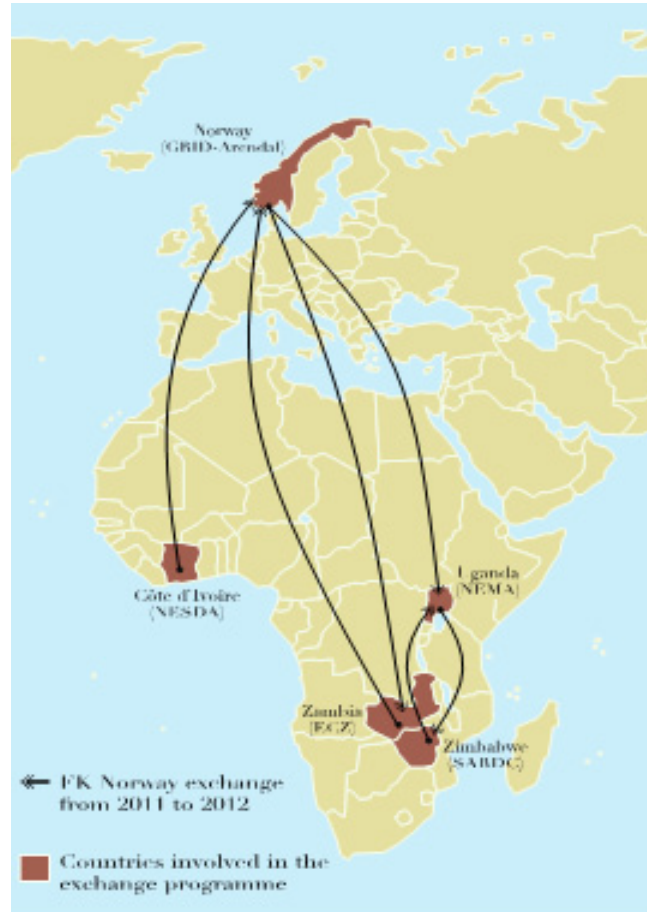 Norway
(GRID-Arendal)
Uganda
(NEMA)
Côte d'Ivoire
(NESDA)
Zambia
(ECZ)
Zimbabwe
(SARDC)
FK Norway exchange
from 2011 to 2012
Countries involved in the
exchange programme